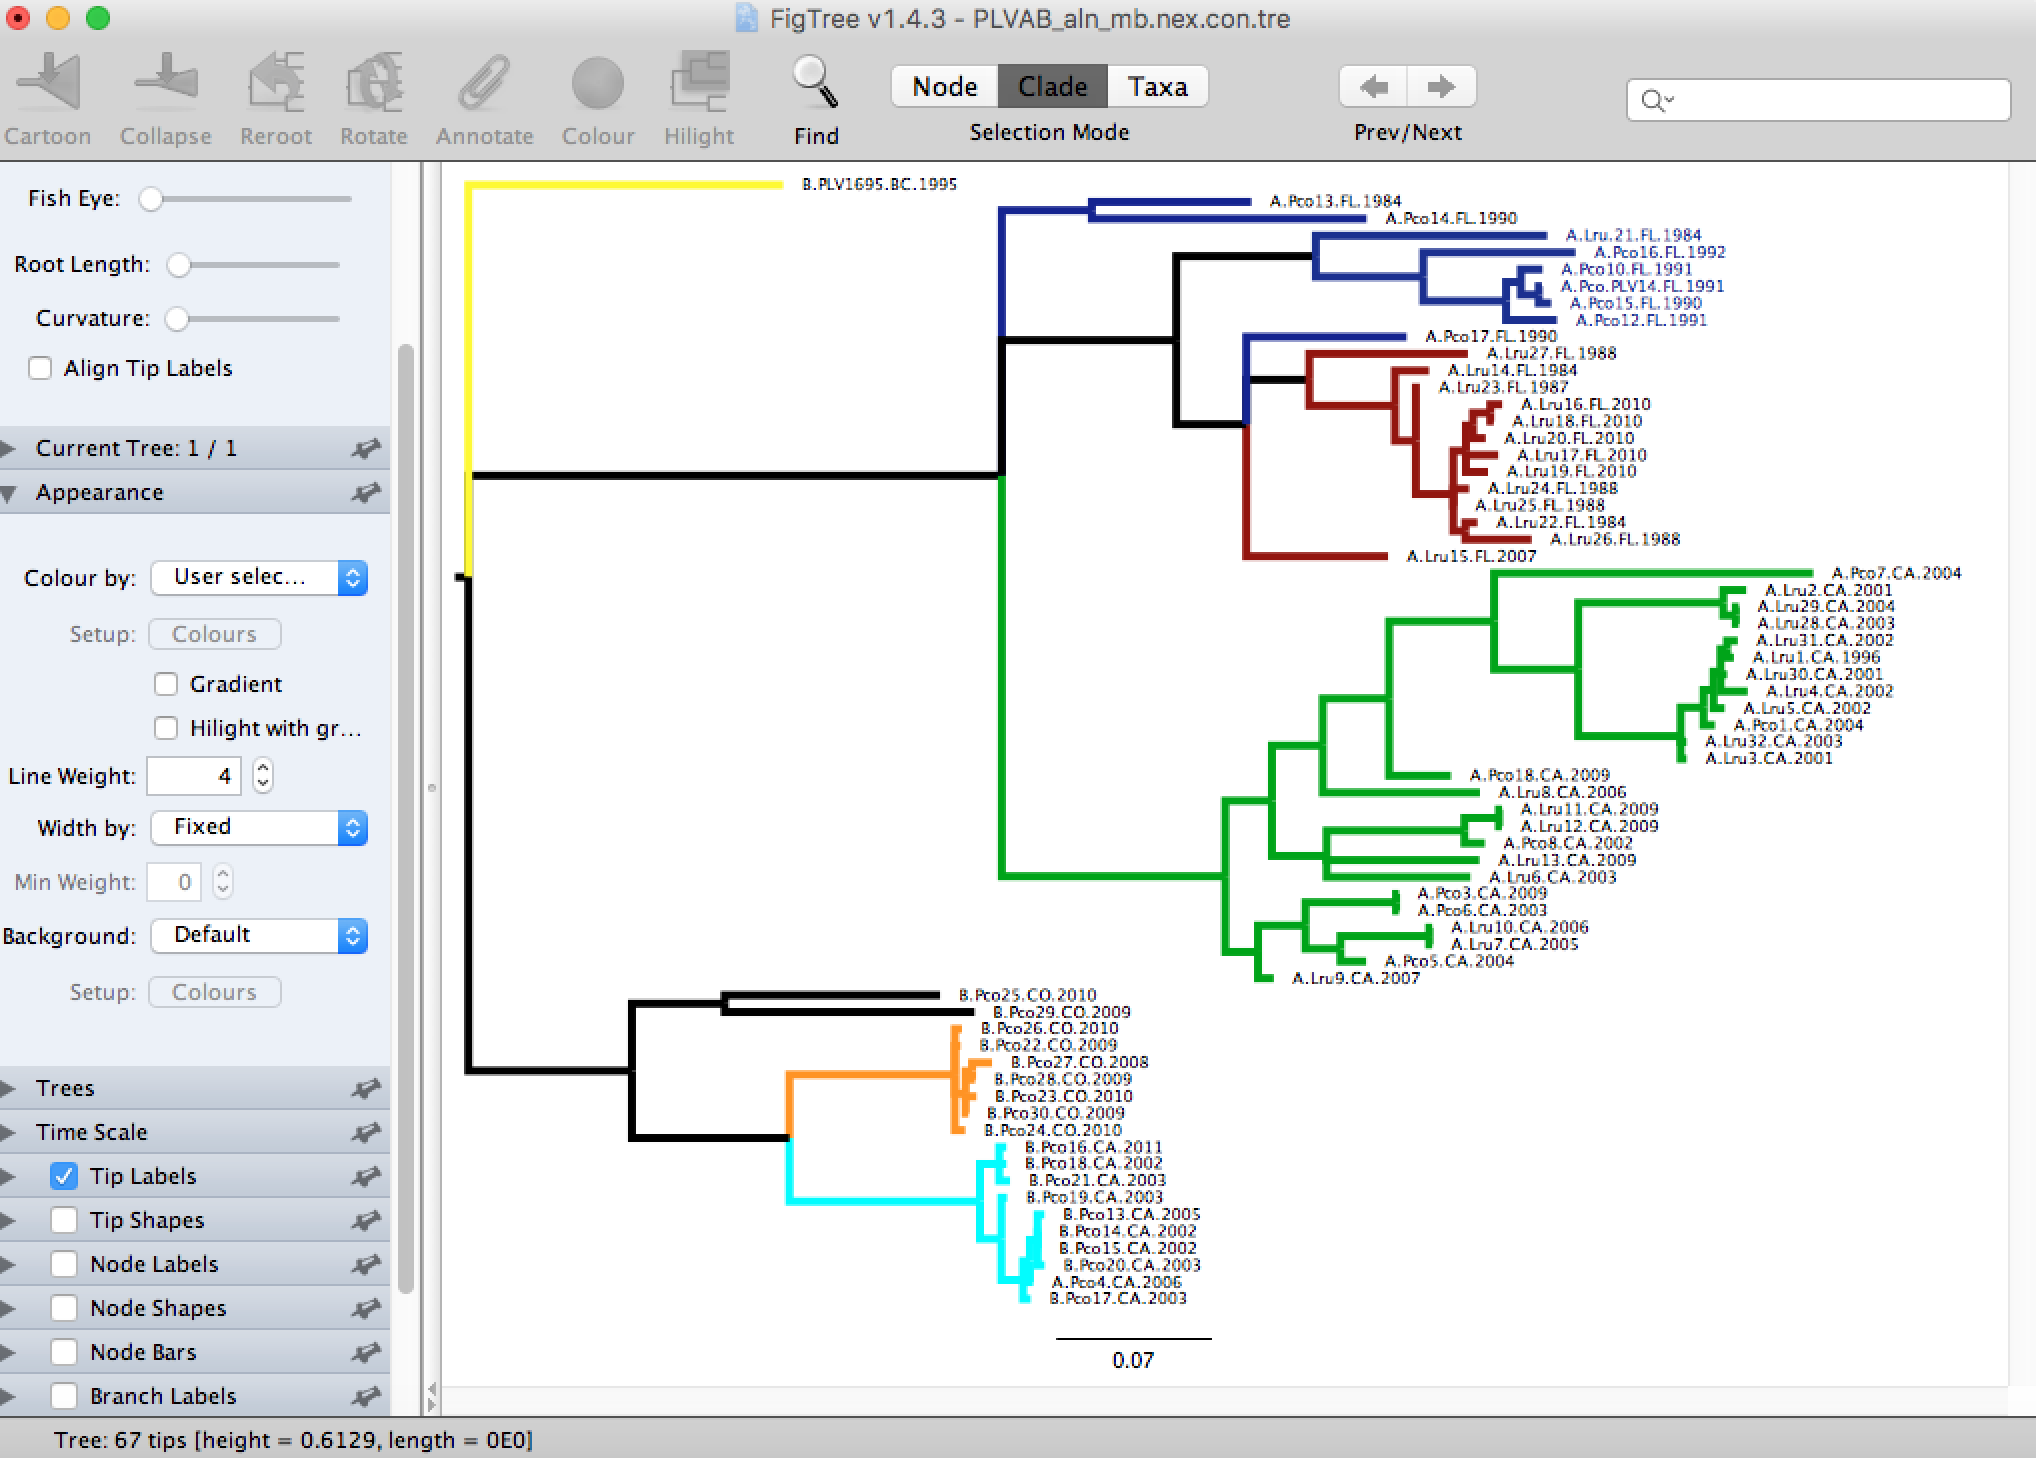 FigTree v1.4.3 - PLVAB_aln_mb.nex.con.tre
Cartoon Collapse Reroot Rotate Annotate Colour Hilight Find
Node Clade Taxa
Selection Mode
Prev/Next
Fish Eye:
Root Length:
Curvature:
Align Tip Labels
Current Tree: 1 / 1
Appearance
Colour by: User selec...
Setup: Colours
Gradient
Hilight with gr...
Line Weight: 4
Width by: Fixed
Min Weight: 0
Background: Default
Setup: Colours
Trees
Time Scale
Tip Labels
Tip Shapes
Node Labels
Node Shapes
Node Bars
Branch Labels
B.PLV1695.BC.1995
A.Pco13.FL.1984
A.Pco14.FL.1990
A.Lru.21.FL.1984
A.Pco16.FL.1992
A.Pco10.FL.1991
A.Pco.PLV14.FL.1991
A.Pco15.FL.1990
A.Pco12.FL.1991
A.Pco17.FL.1990
A.Lru27.FL.1988
A.Lru14.FL.1984
A.Lru23.FL.1987
A.Lru16.FL.2010
A.Lru18.FL.2010
A.Lru20.FL.2010
A.Lru17.FL.2010
A.Lru19.FL.2010
A.Lru24.FL.1988
A.Lru25.FL.1988
A.Lru22.FL.1984
A.Lru26.FL.1988
A.Lru15.FL.2007
A.Pco7.CA.2004
A.Lru2.CA.2001
A.Lru29.CA.2004
A.Lru28.CA.2003
A.Lru31.CA.2002
A.Lru1.CA.1996
A.Lru30.CA.2001
A.Lru4.CA.2002
A.Lru5.CA.2002
A.Pco1.CA.2004
A.Lru32.CA.2003
A.Lru3.CA.2001
A.Pco18.CA.2009
A.Lru8.CA.2006
A.Lru11.CA.2009
A.Lru12.CA.2009
A.Pco8.CA.2002
A.Lru13.CA.2009
A.Lru6.CA.2003
A.Pco3.CA.2009
A.Pco6.CA.2003
A.Lru10.CA.2006
A.Lru7.CA.2005
A.Pco5.CA.2004
A.Lru9.CA.2007
B.Pco25.CO.2010
B.Pco29.CO.2009
B.Pco26.CO.2010
B.Pco22.CO.2009
B.Pco27.CO.2008
B.Pco28.CO.2009
B.Pco23.CO.2010
B.Pco30.CO.2009
B.Pco24.CO.2010
B.Pco16.CA.2011
B.Pco18.CA.2002
B.Pco21.CA.2003
B.Pco19.CA.2003
B.Pco13.CA.2005
B.Pco14.CA.2002
B.Pco15.CA.2002
B.Pco20.CA.2003
A.Pco4.CA.2006
B.Pco17.CA.2003
0.07
Tree: 67 tips [height = 0.6129, length = 0E0]